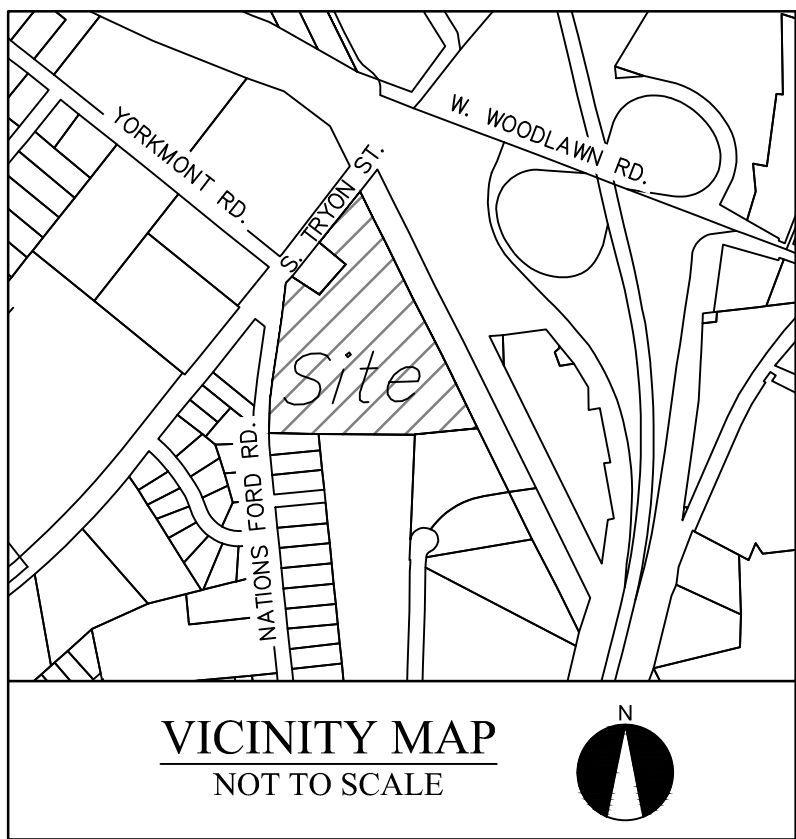 YORKMONT RD.
W. WOODLAWN RD.
S. TRYON ST.
Site
NATIONS FORD RD.
VICINITY MAP
NOT TO SCALE
N